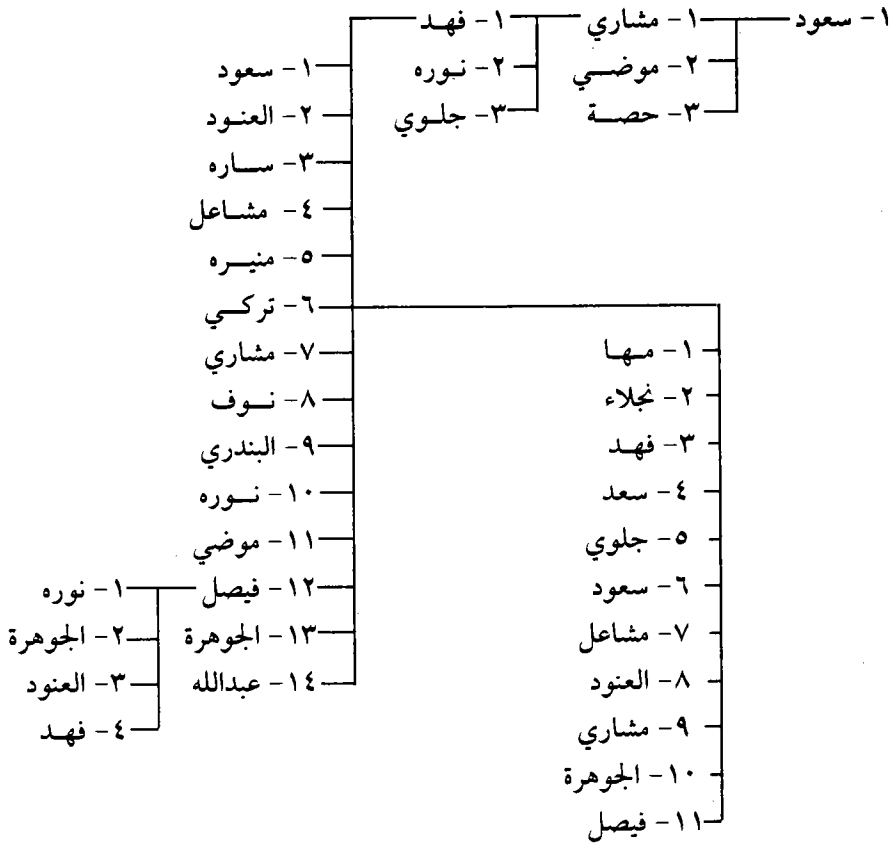 ١- سعود
١- مشاري
٢- موضي
٣- حصة
١- فهد
٢- نوره
٣- جلوي
١- سعود
٢- العنود
٣- ساره
٤- مشاعل
٥- منيره
٦- تركي
٧- مشاري
٨- نوف
٩- البندري
١٠- نوره
١١- موضي
١٢- فيصل
١٣- الجوهرة
١٤- عبدالله
١- مها
٢- نجلاء
٣- فهد
٤- سعد
٥- جلوي
٦- سعود
٧- مشاعل
٨- العنود
٩- مشاري
١٠- الجوهرة
١١- فيصل
١- نوره
٢- الجوهرة
٣- العنود
٤- فهد